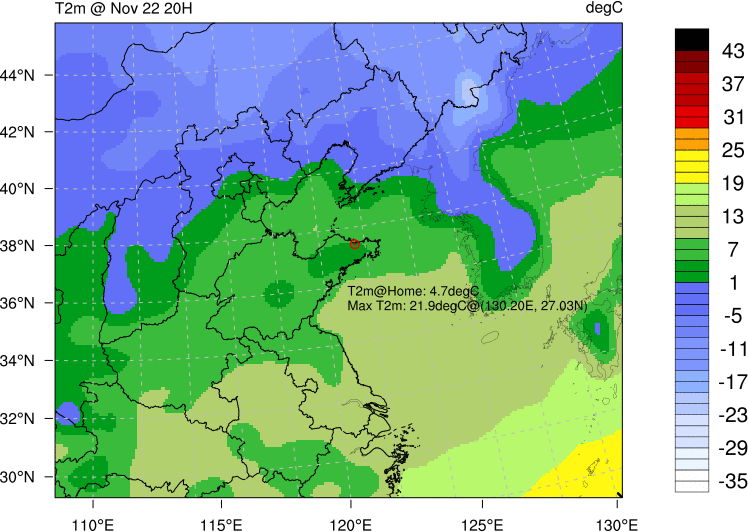 T2m @ Nov 22 20H
degC
44°N
42°N
40°N
38°N
36°N
34°N
32°N
30°N
110°E
115°E
120°E
125°E
130°E
T2m@Home: 4.7degC
Max T2m: 21.9degC@(130.20E, 27.03N)
43
37
31
25
19
13
7
1
-5
-11
-17
-23
-29
-35